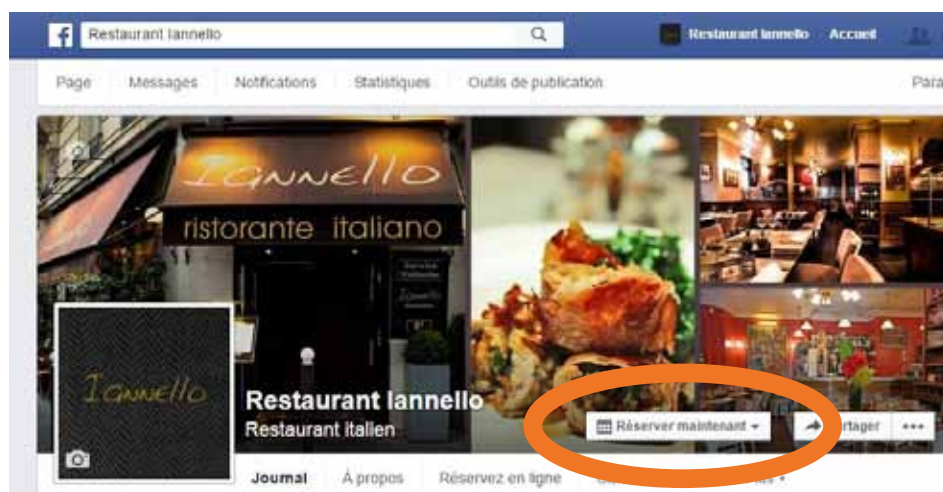 Restaurant Iannello
Restaurant Iannello Accueil
Page Messages Notifications Statistiques Outils de publication Para
Iannello
ristorante italiano
Iannello
Restaurant Iannello
Restaurant italien
Réserver maintenant
Journal À propos Réservez en ligne